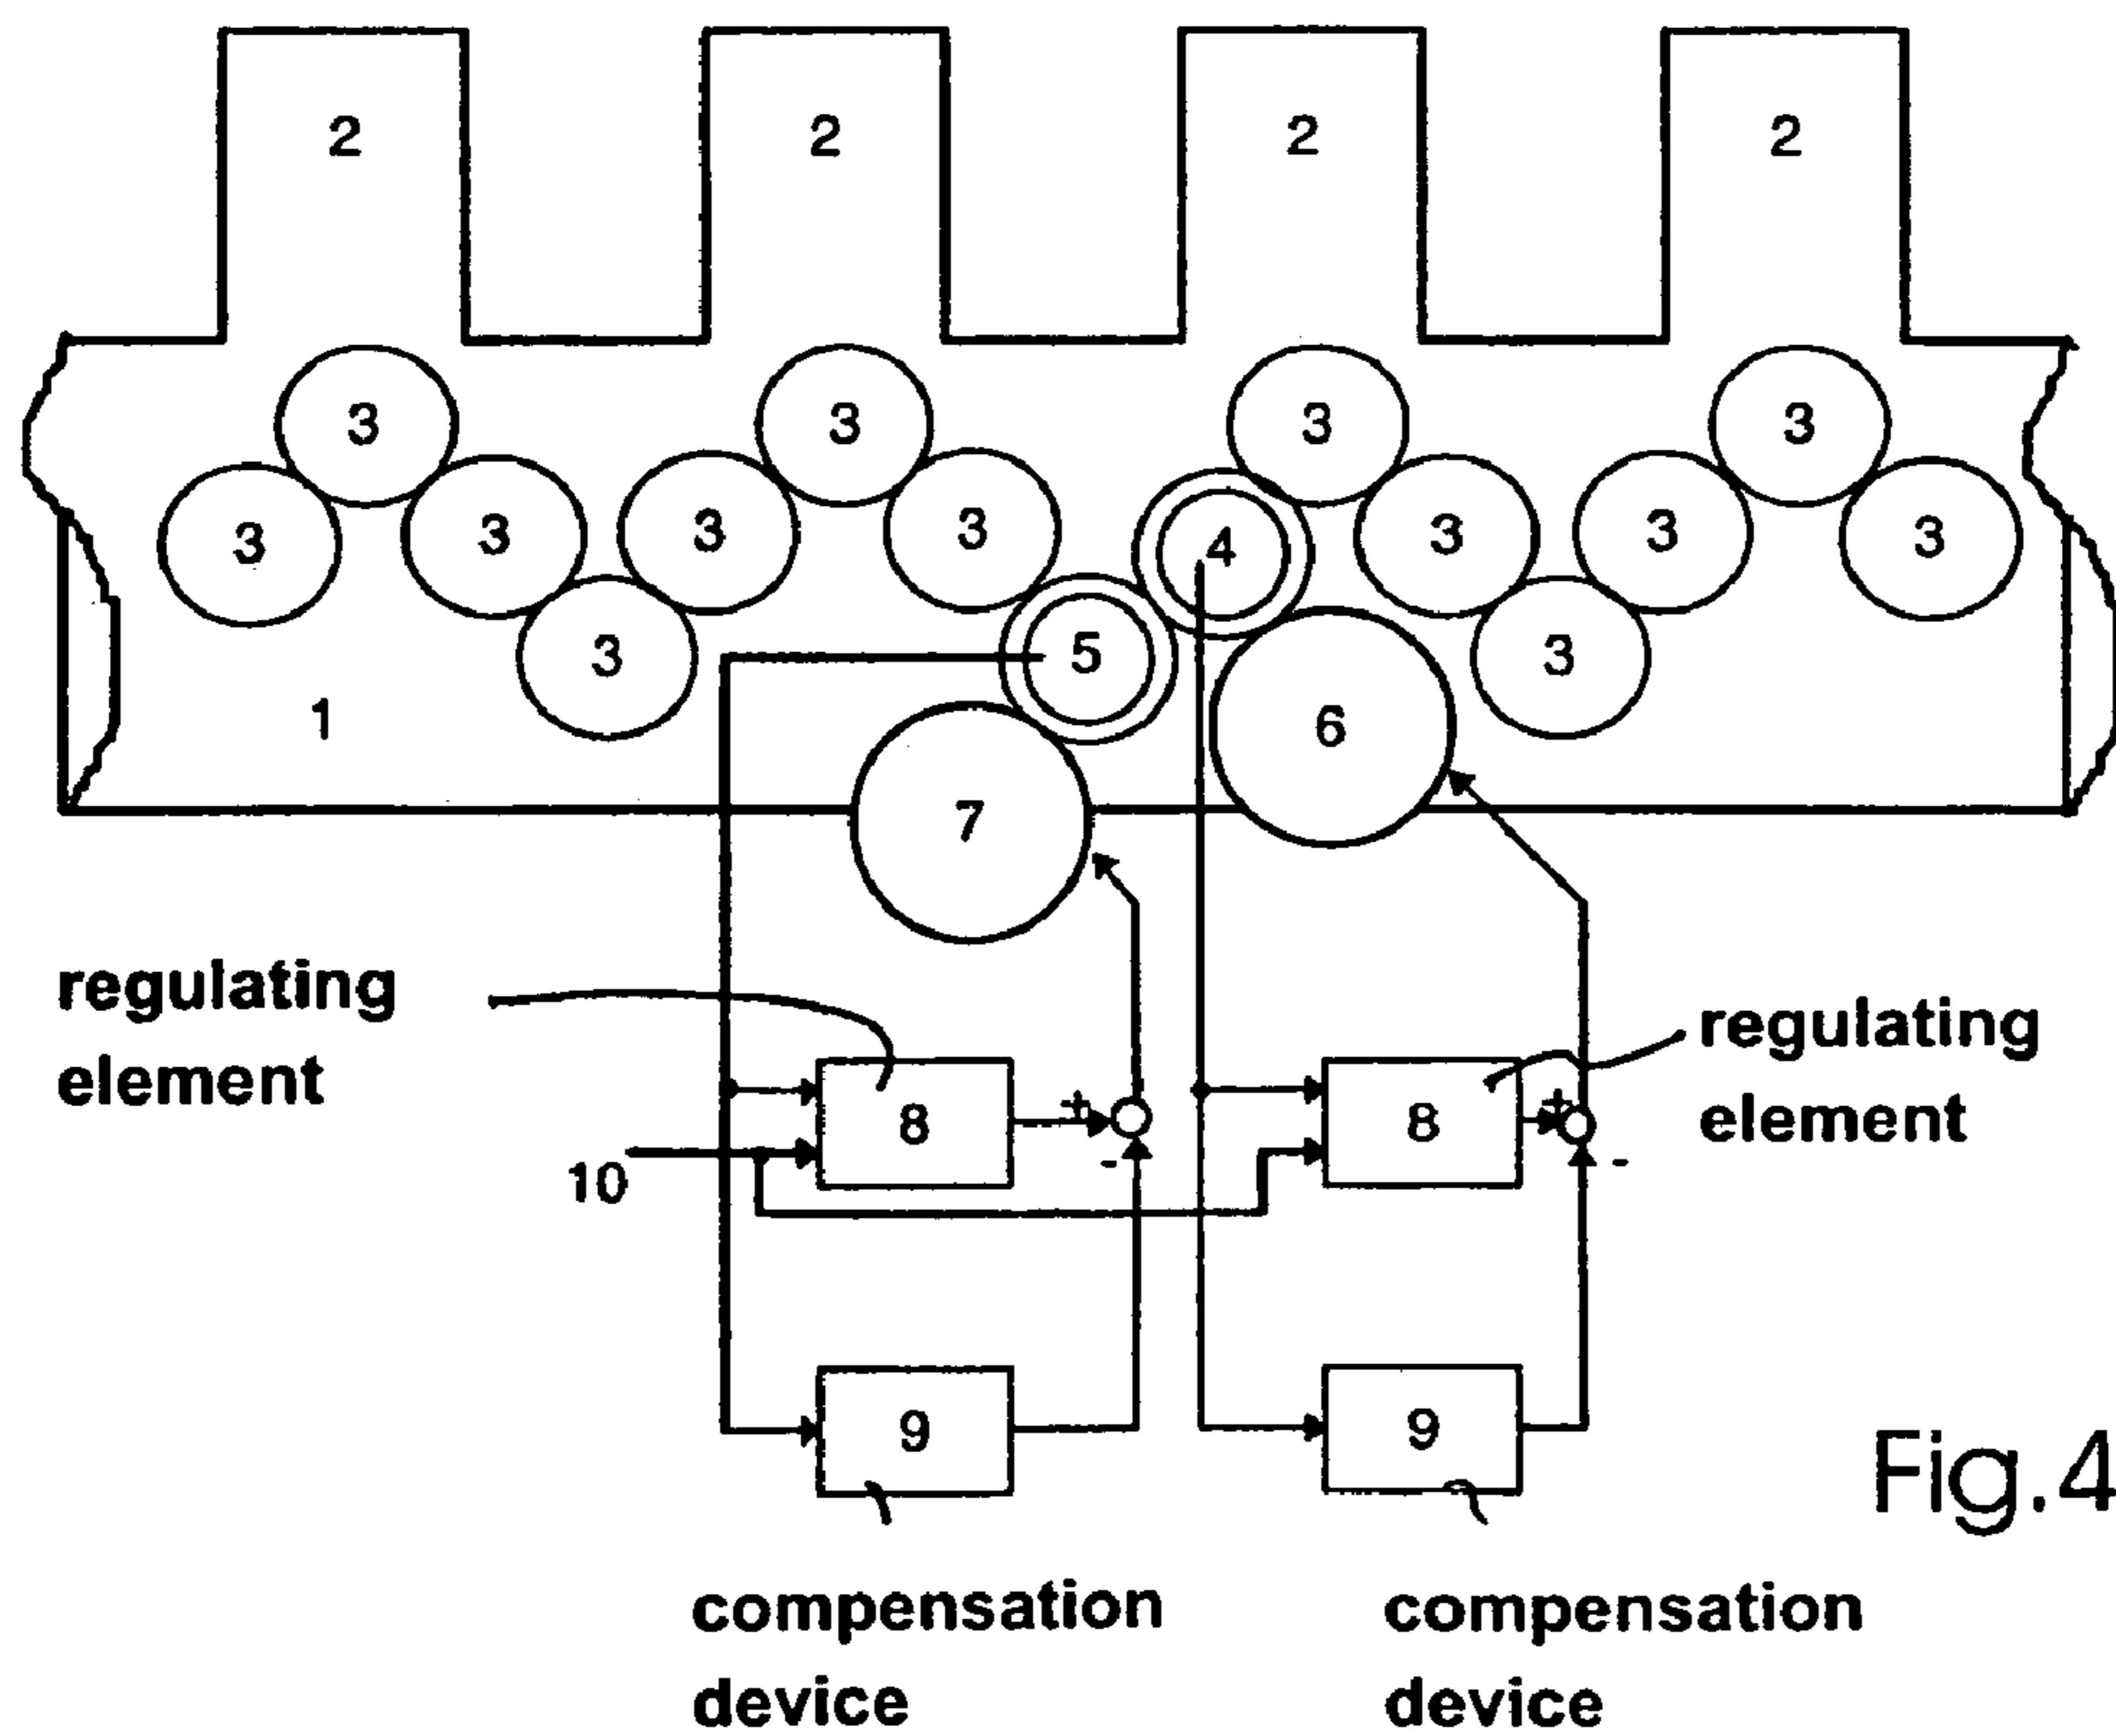 2 2 2 2
3 3 3 3
3 3 3 3 4 3 3 3
3 5 3
1 6
7
regulating
element
regulating
element
8 + 8 +
10 - -
9 9
Fig.4
compensation
device
compensation
device